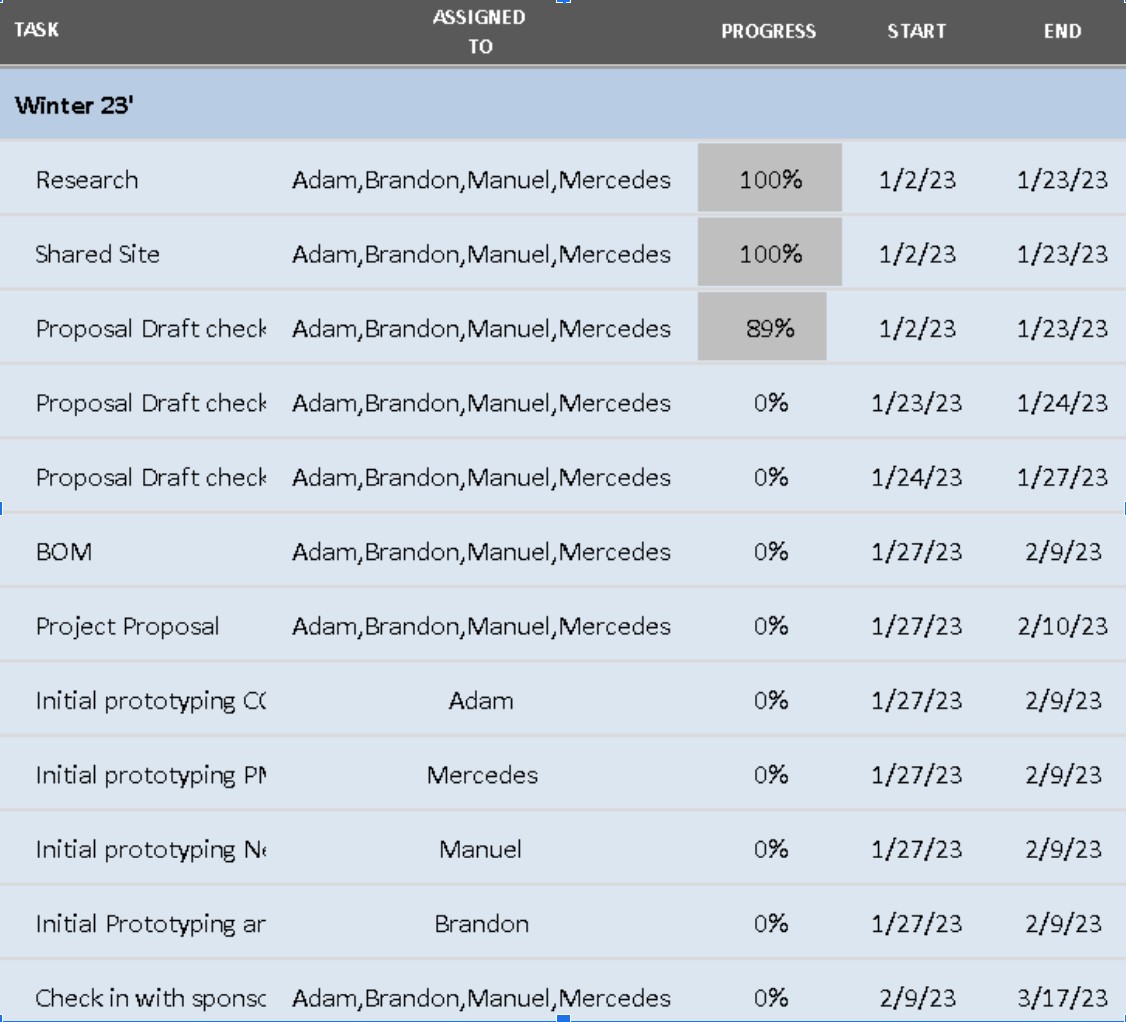 TASK ASSIGNED TO PROGRESS START END
Winter 23'
Research Adam,Brandon,Manuel,Mercedes 100% 1/2/23 1/23/23
Shared Site Adam,Brandon,Manuel,Mercedes 100% 1/2/23 1/23/23
Proposal Draft check Adam,Brandon,Manuel,Mercedes 89% 1/2/23 1/23/23
Proposal Draft check Adam,Brandon,Manuel,Mercedes 0% 1/23/23 1/24/23
Proposal Draft check Adam,Brandon,Manuel,Mercedes 0% 1/24/23 1/27/23
BOM Adam,Brandon,Manuel,Mercedes 0% 1/27/23 2/9/23
Project Proposal Adam,Brandon,Manuel,Mercedes 0% 1/27/23 2/10/23
Initial prototyping Adam 0% 1/27/23 2/9/23
Initial prototyping Mercedes 0% 1/27/23 2/9/23
Initial prototyping Manuel 0% 1/27/23 2/9/23
Initial Prototyping Brandon 0% 1/27/23 2/9/23
Check in with Adam,Brandon,Manuel,Mercedes 0% 2/9/23 3/17/23